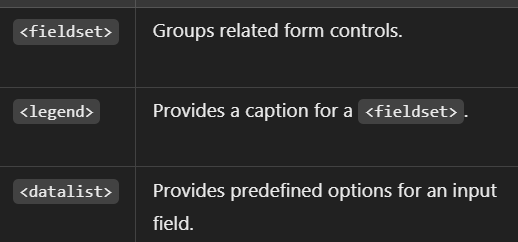 <fieldset> Groups related form controls.
<legend> Provides a caption for a <fieldset>.
<datalist> Provides predefined options for an input
field.